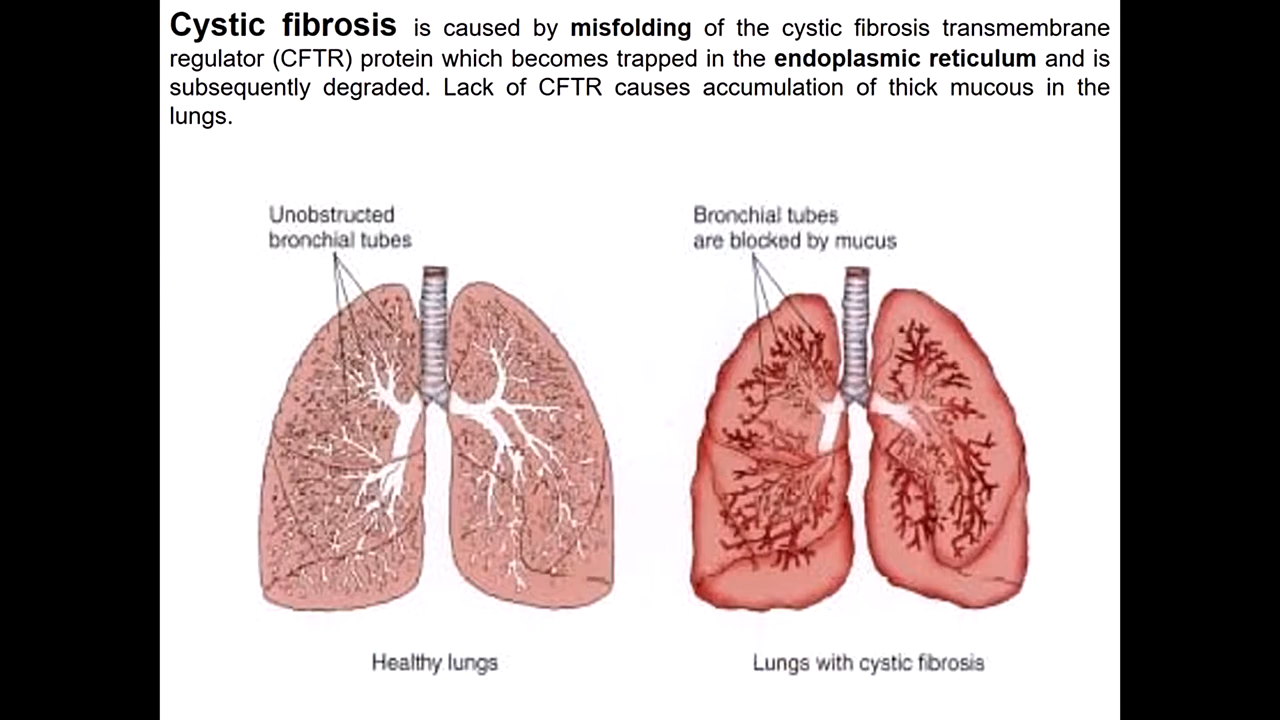 Cystic fibrosis is caused by misfolding of the cystic fibrosis transmembrane
regulator (CFTR) protein which becomes trapped in the endoplasmic reticulum and is
subsequently degraded. Lack of CFTR causes accumulation of thick mucous in the
lungs.
Unobstructed
bronchial tubes
Bronchial tubes
are blocked by mucus
Healthy lungs
Lungs with cystic fibrosis